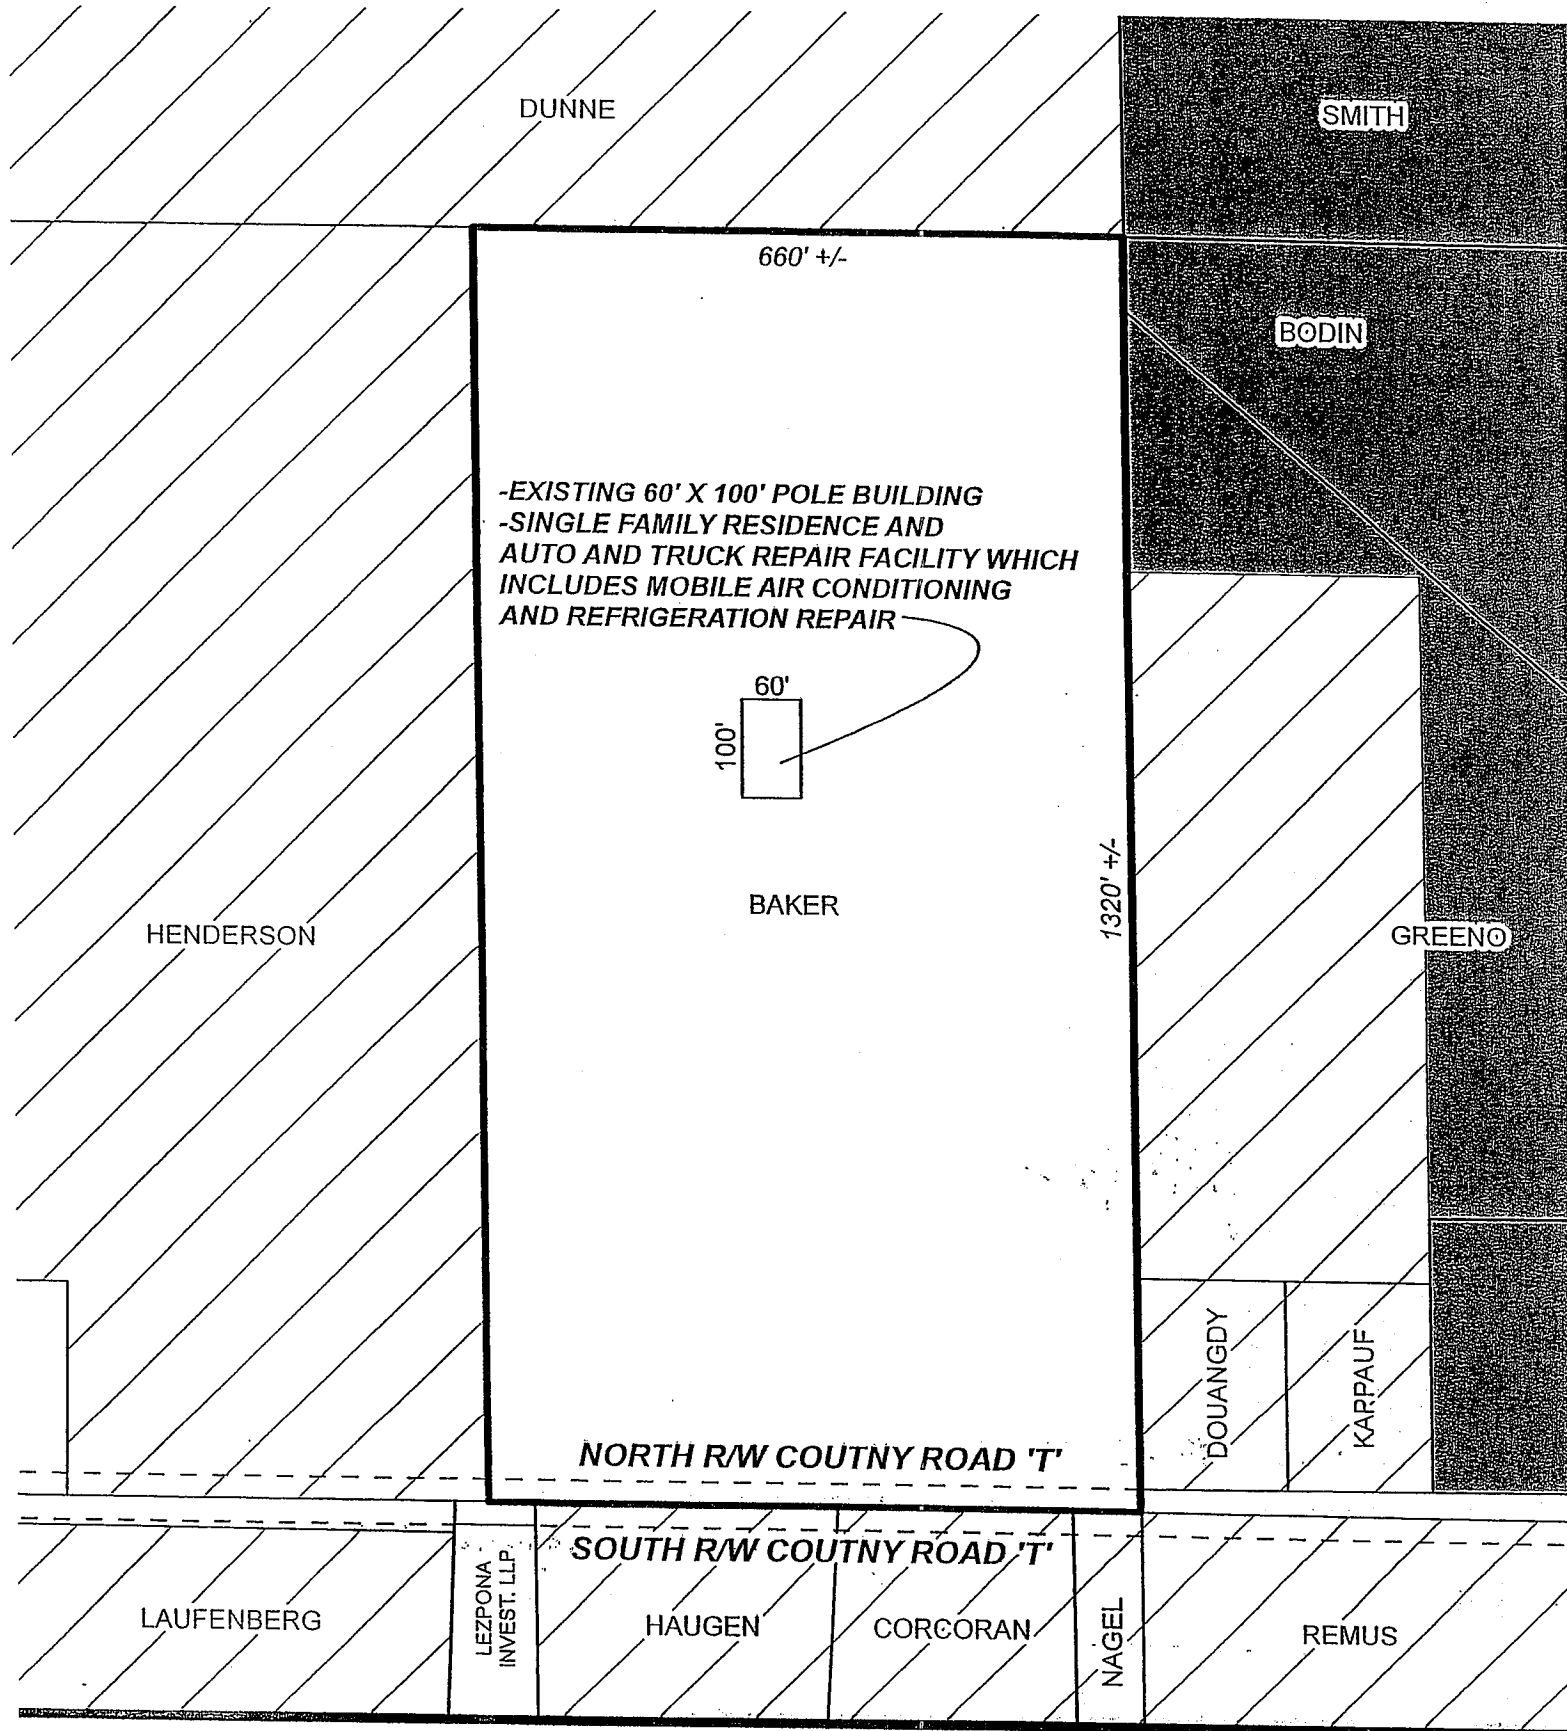 DUNNE
SMITH
660' +/-
BODIN
-EXISTING 60' X 100' POLE BUILDING
-SINGLE FAMILY RESIDENCE AND
AUTO AND TRUCK REPAIR FACILITY WHICH
INCLUDES MOBILE AIR CONDITIONING
AND REFRIGERATION REPAIR
60'
100'
1320' +/-
BAKER
HENDERSON
GREENO
DOUANGDY
KARPAUF
NORTH R/W COUTNY ROAD 'T'
SOUTH R/W COUTNY ROAD 'T'
LAUFENBERG
LEZPONA
INVEST. LLP
HAUGEN
CORCORAN
NAGEL
REMUS